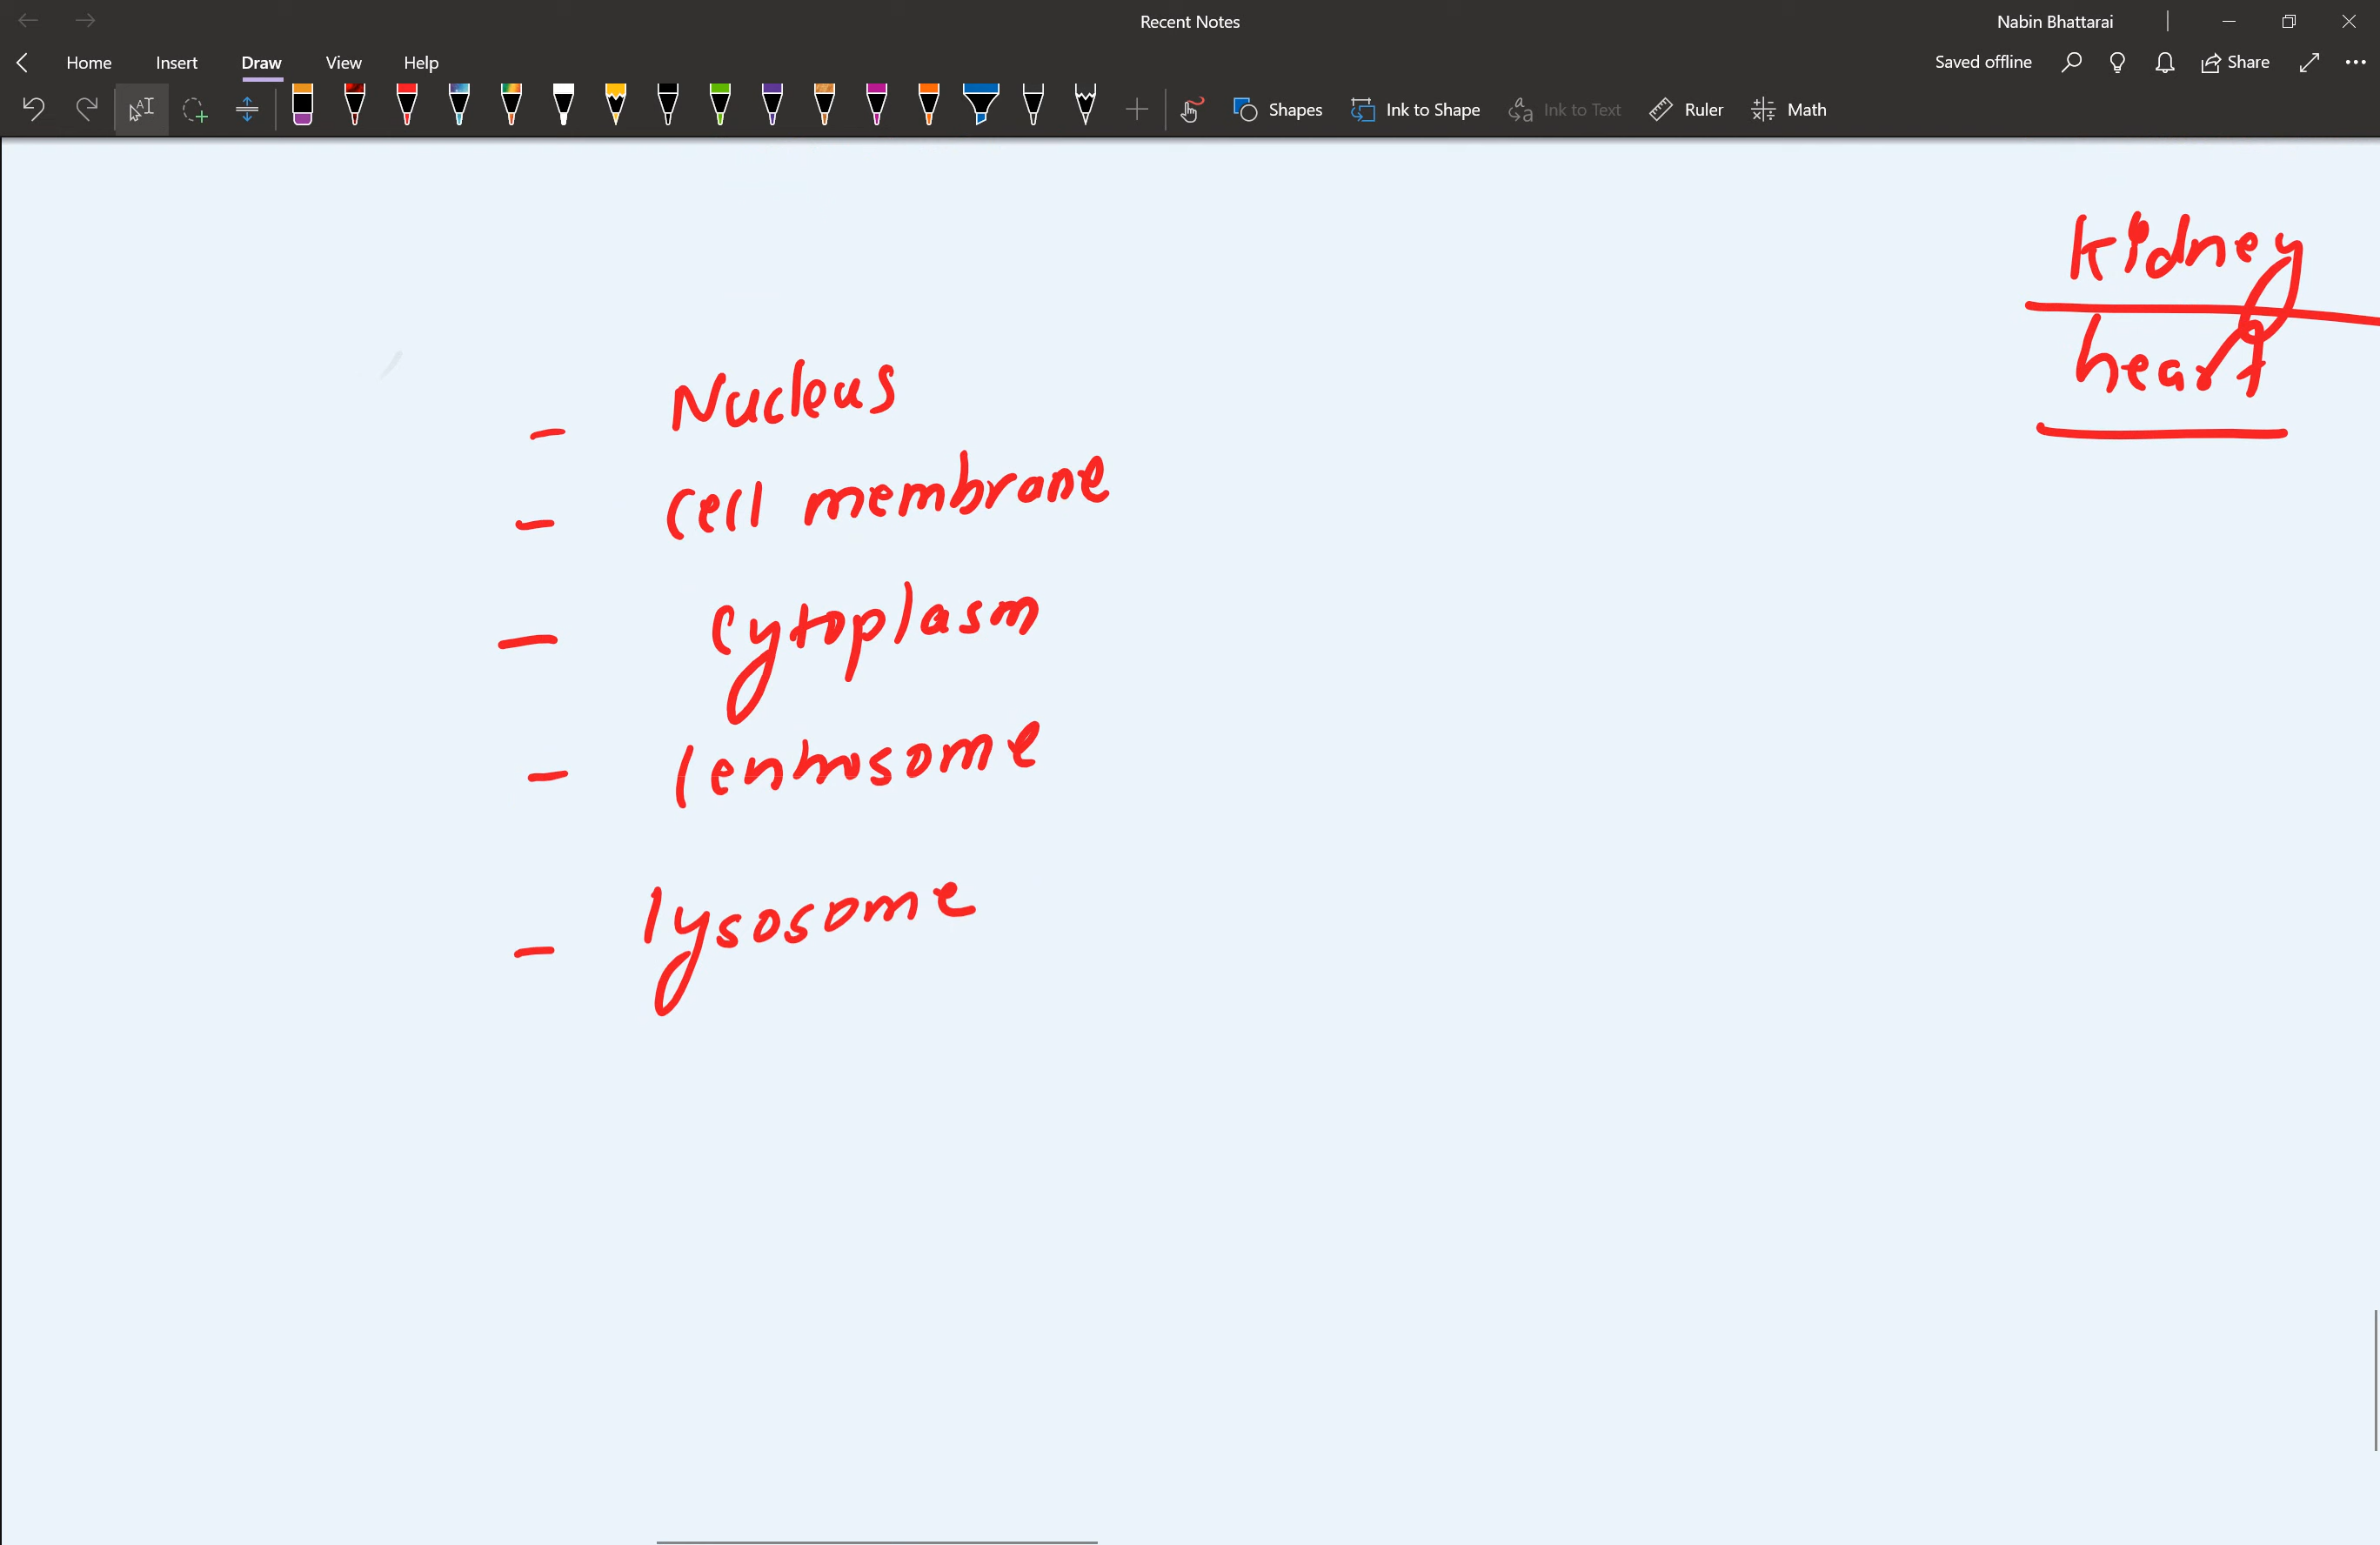 Recent Notes
Nabin Bhattarai
Home Insert Draw View Help
Saved offline
Share
Shapes Ink to Shape Ink to Text Ruler Math
kidney
heart
- Nucleus
- cell membrane
- cytoplasm
-
- lysosome